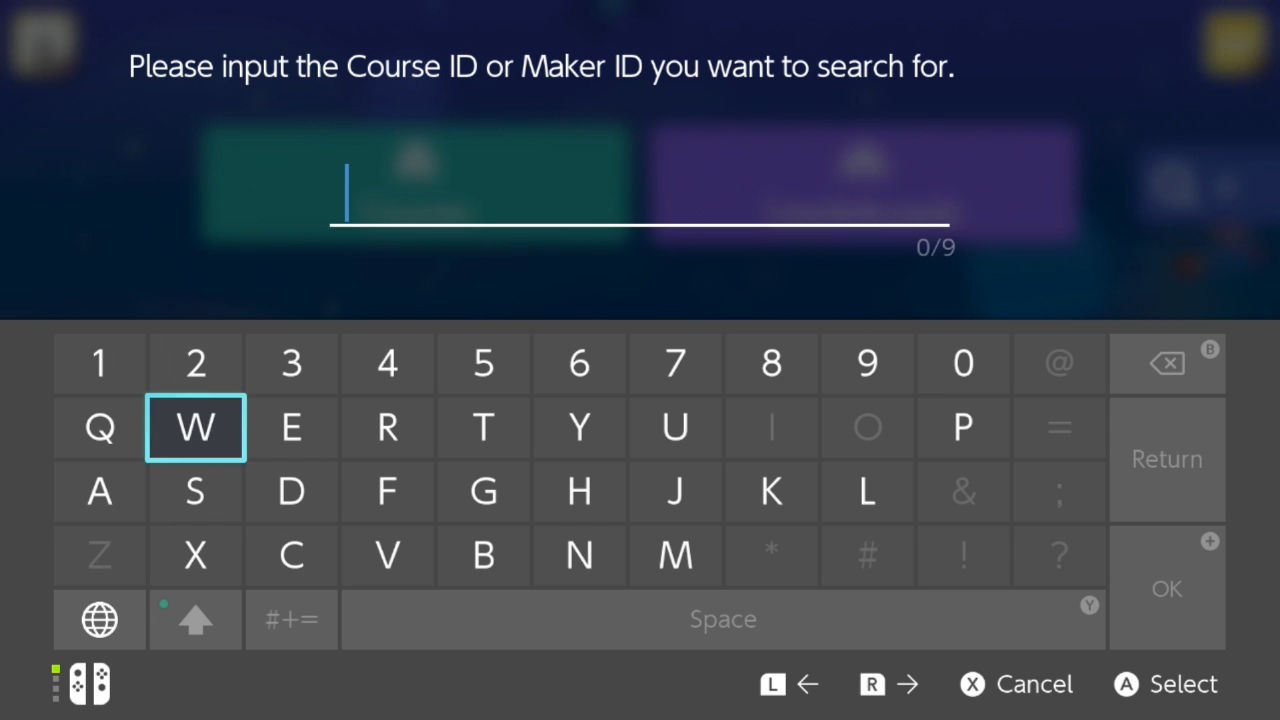 Please input the Course ID or Maker ID you want to search for.
0/9
1 2 3 4 5 6 7 8 9 0 @ B
Q W E R T Y U I O P = Return
A S D F G H J K L & ;
Z X C V B N M * # ! ? + OK
#+= Space Y
L ← R → X Cancel A Select